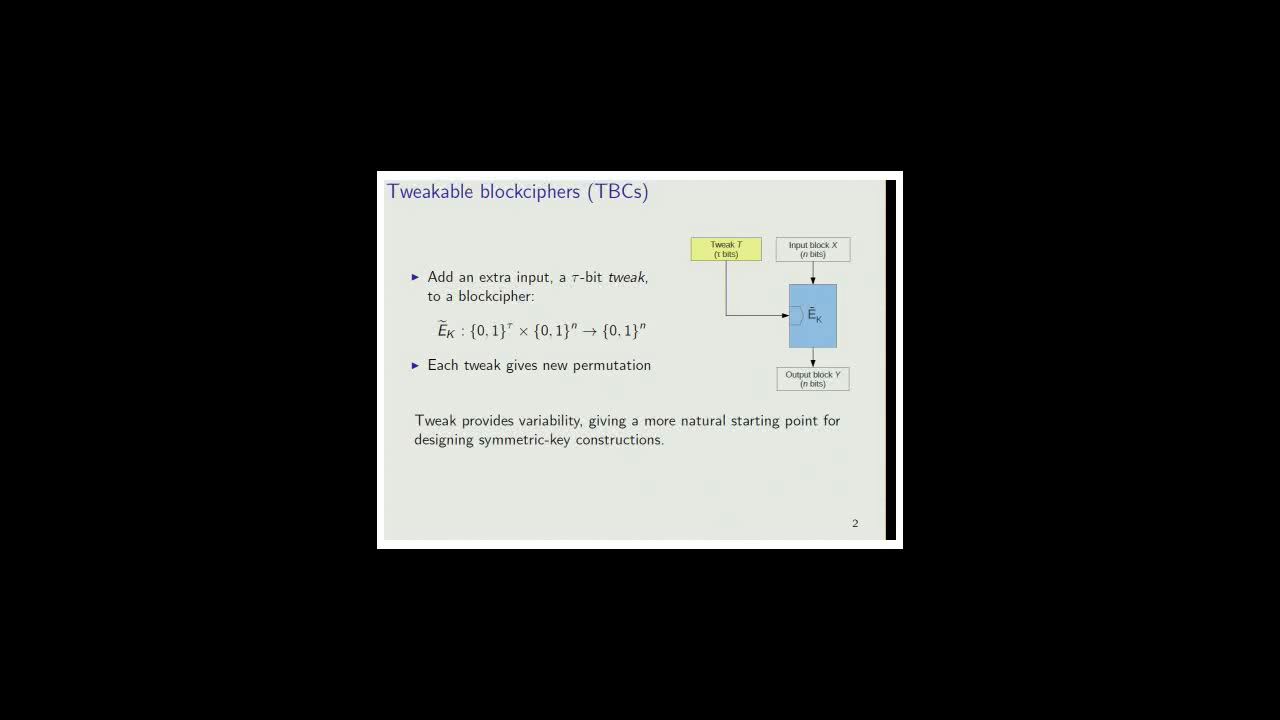 Tweakable blockciphers (TBCs)
Tweak T
(τ bits)
Input block X
(n bits)
▶ Add an extra input, a τ-bit tweak,
to a blockcipher:
Ẽ_K : {0, 1}^τ × {0, 1}^n → {0, 1}^n
Ẽ_K
▶ Each tweak gives new permutation
Output block Y
(n bits)
Tweak provides variability, giving a more natural starting point for
designing symmetric-key constructions.
2